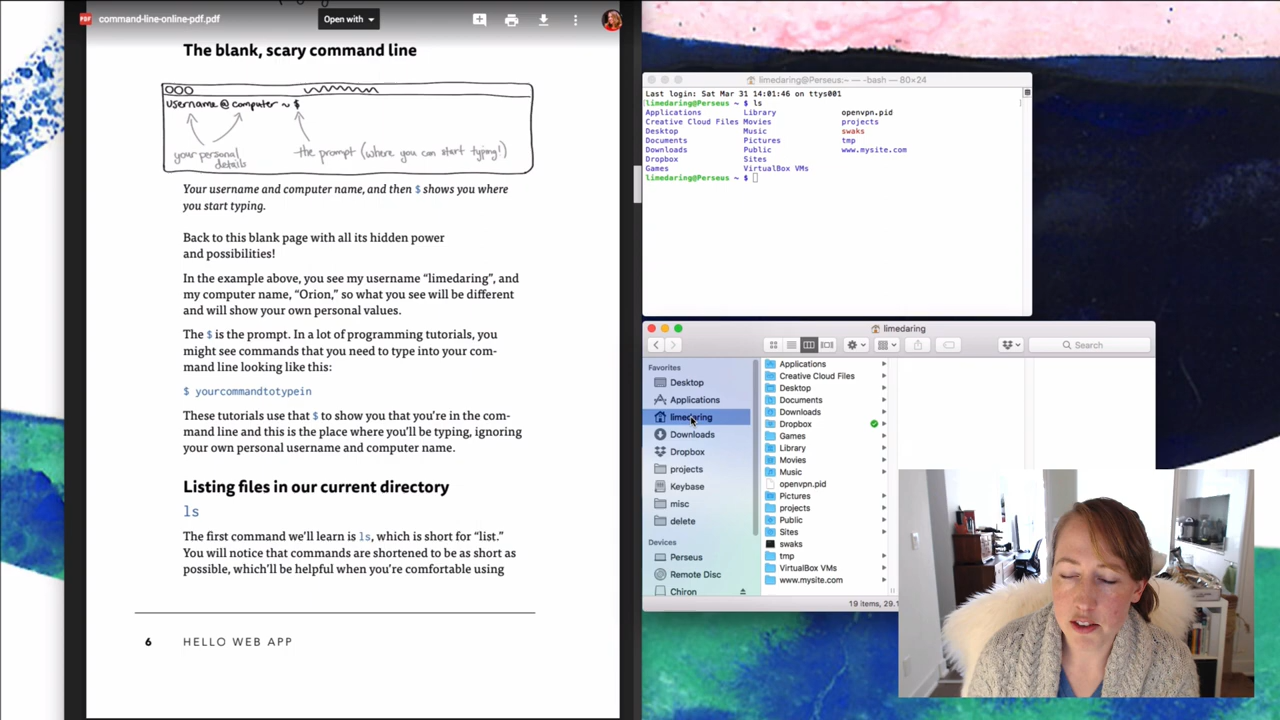 command-line-online-pdf.pdf
Open with
The blank, scary command line
username @ computer ~ $
your personal details
the prompt (where you can start typing!)
Your username and computer name, and then $ shows you where
you start typing.
Back to this blank page with all its hidden power
and possibilities!
In the example above, you see my username “limedaring”, and
my computer name, “Orion,” so what you see will be different
and will show your own personal values.
The $ is the prompt. In a lot of programming tutorials, you
might see commands that you need to type into your com-
mand line looking like this:
$ yourcommandtotypein
These tutorials use that $ to show you that you’re in the com-
mand line and this is the place where you’ll be typing, ignoring
your own personal username and computer name.
Listing files in our current directory
ls
The first command we’ll learn is ls, which is short for “list.”
You will notice that commands are shortened to be as short as
possible, which’ll be helpful when you’re comfortable using
6 HELLO WEB APP
limedaring@Perseus:~ — -bash — 80×24
Last login: Sat Mar 31 14:01:46 on ttys001
limedaring@Perseus ~ $ ls
Applications Library openvpn.pid
Creative Cloud Files Movies projects
Desktop Music swaks
Documents Pictures tmp
Downloads Public www.mysite.com
Dropbox Sites
Games VirtualBox VMs
limedaring@Perseus ~ $
limedaring
Search
Favorites
Desktop
Applications
limedaring
Downloads
Dropbox
projects
Keybase
misc
delete
Devices
Perseus
Remote Disc
Chiron
Applications
Creative Cloud Files
Desktop
Documents
Downloads
Dropbox
Games
Library
Movies
Music
openvpn.pid
Pictures
projects
Public
Sites
swaks
tmp
VirtualBox VMs
www.mysite.com
19 items, 29.1